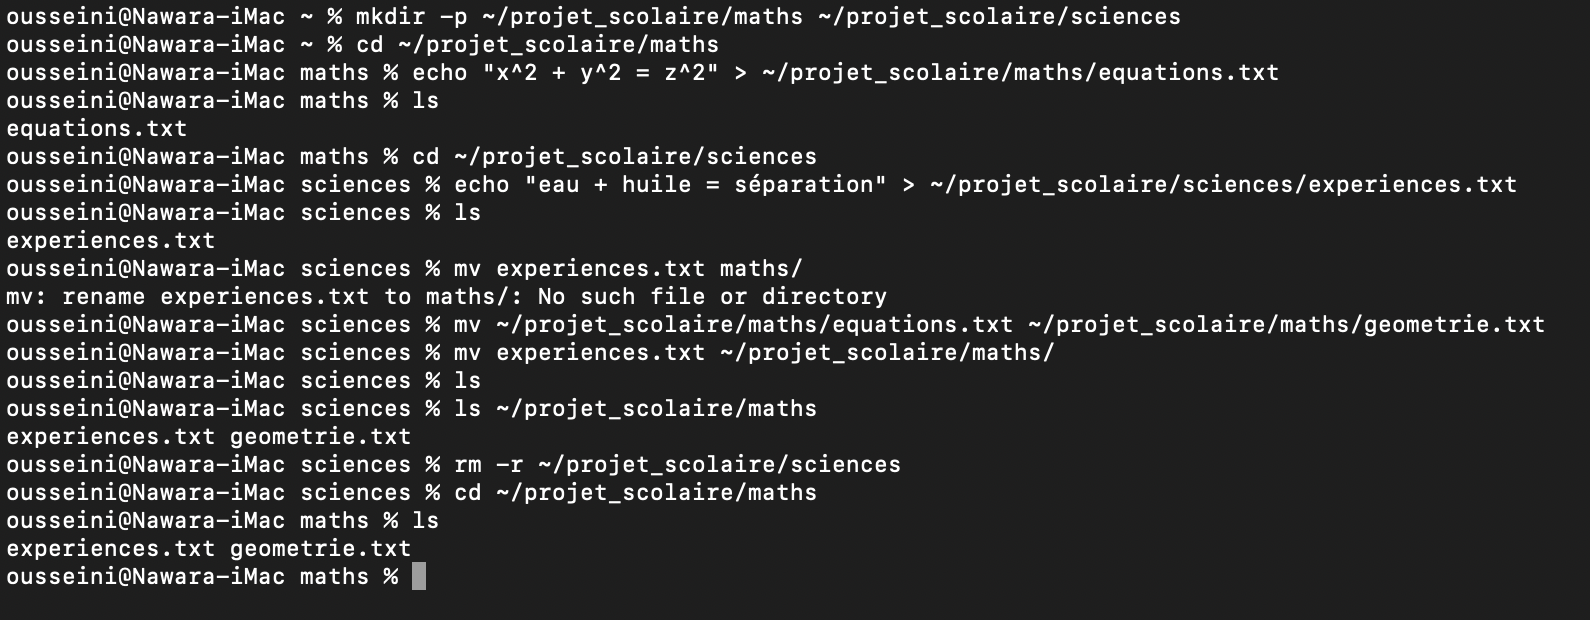 ousseini@Nawara-iMac ~ % mkdir -p ~/projet_scolaire/maths ~/projet_scolaire/sciences
ousseini@Nawara-iMac ~ % cd ~/projet_scolaire/maths
ousseini@Nawara-iMac maths % echo "x^2 + y^2 = z^2" > ~/projet_scolaire/maths/equations.txt
ousseini@Nawara-iMac maths % ls
equations.txt
ousseini@Nawara-iMac maths % cd ~/projet_scolaire/sciences
ousseini@Nawara-iMac sciences % echo "eau + huile = séparation" > ~/projet_scolaire/sciences/experiences.txt
ousseini@Nawara-iMac sciences % ls
experiences.txt
ousseini@Nawara-iMac sciences % mv experiences.txt maths/
mv: rename experiences.txt to maths/: No such file or directory
ousseini@Nawara-iMac sciences % mv ~/projet_scolaire/maths/equations.txt ~/projet_scolaire/maths/geometrie.txt
ousseini@Nawara-iMac sciences % mv experiences.txt ~/projet_scolaire/maths/
ousseini@Nawara-iMac sciences % ls
ousseini@Nawara-iMac sciences % ls ~/projet_scolaire/maths
experiences.txt geometrie.txt
ousseini@Nawara-iMac sciences % rm -r ~/projet_scolaire/sciences
ousseini@Nawara-iMac sciences % cd ~/projet_scolaire/maths
ousseini@Nawara-iMac maths % ls
experiences.txt geometrie.txt
ousseini@Nawara-iMac maths %